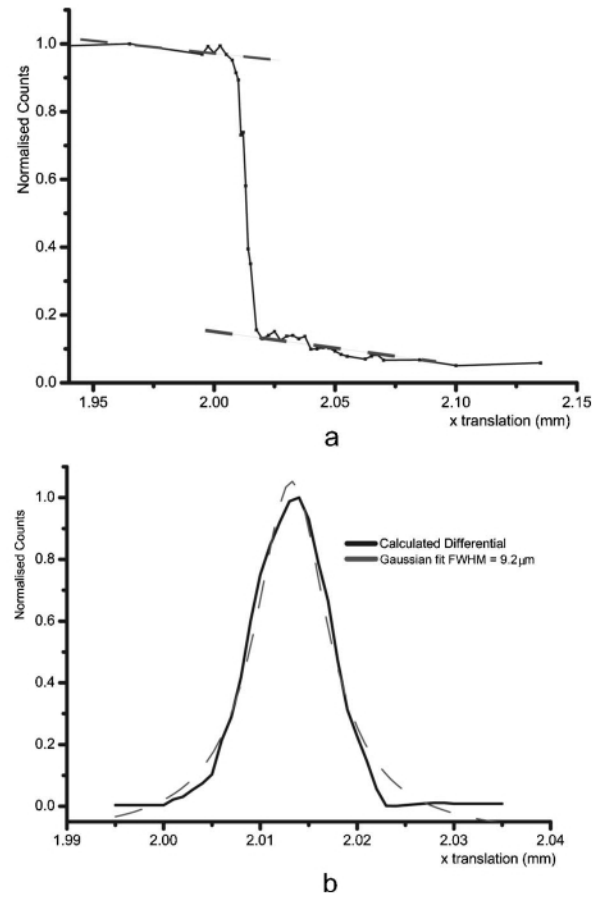 1.0
0.8
0.6
0.4
0.2
0.0
Normalised Counts
1.95
2.00
2.05
2.10
2.15
x translation (mm)
a
1.0
0.8
0.6
0.4
0.2
0.0
Normalised Counts
Calculated Differential
Gaussian fit FWHM = 9.2μm
1.99
2.00
2.01
2.02
2.03
2.04
x translation (mm)
b